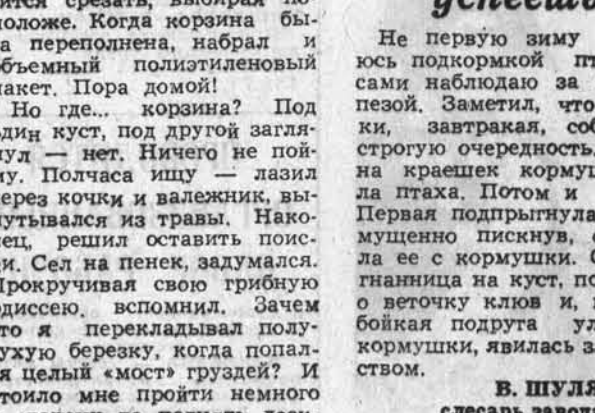 срезать, выбирая по-
положе. Когда корзина бы-
ла переполнена, набрал и
объемный полиэтиленовый
пакет. Пора домой!
Но где... корзина? Под
один куст, под другой загля-
нул — нет. Ничего не пой-
му. Полчаса ищу — лазил
через кочки и валежник, вы-
путывался из травы. Нако-
нец, решил оставить поис-
ки. Сел на пенек, задумался.
Прокручивая свою грибную
одиссею, вспомнил. Зачем
это я перекладывал полу-
сухую березку, когда попал-
ся целый «мост» груздей? И
стоило мне пройти немного
Не первую зиму
юсь подкормкой пт
сами наблюдаю за
пезой. Заметил, что
ки, завтракая, соб
строгую очередность.
на краешек кормуш
ла птаха. Потом и
Первая подпрыгнула
мущенно пискнув, с
ла ее с кормушки. О
гнанница на куст, по
о веточку клюв и,
бойкая подруга ул
кормушки, явилась з
ством.
В. ШУЛЯ
слесарь завод